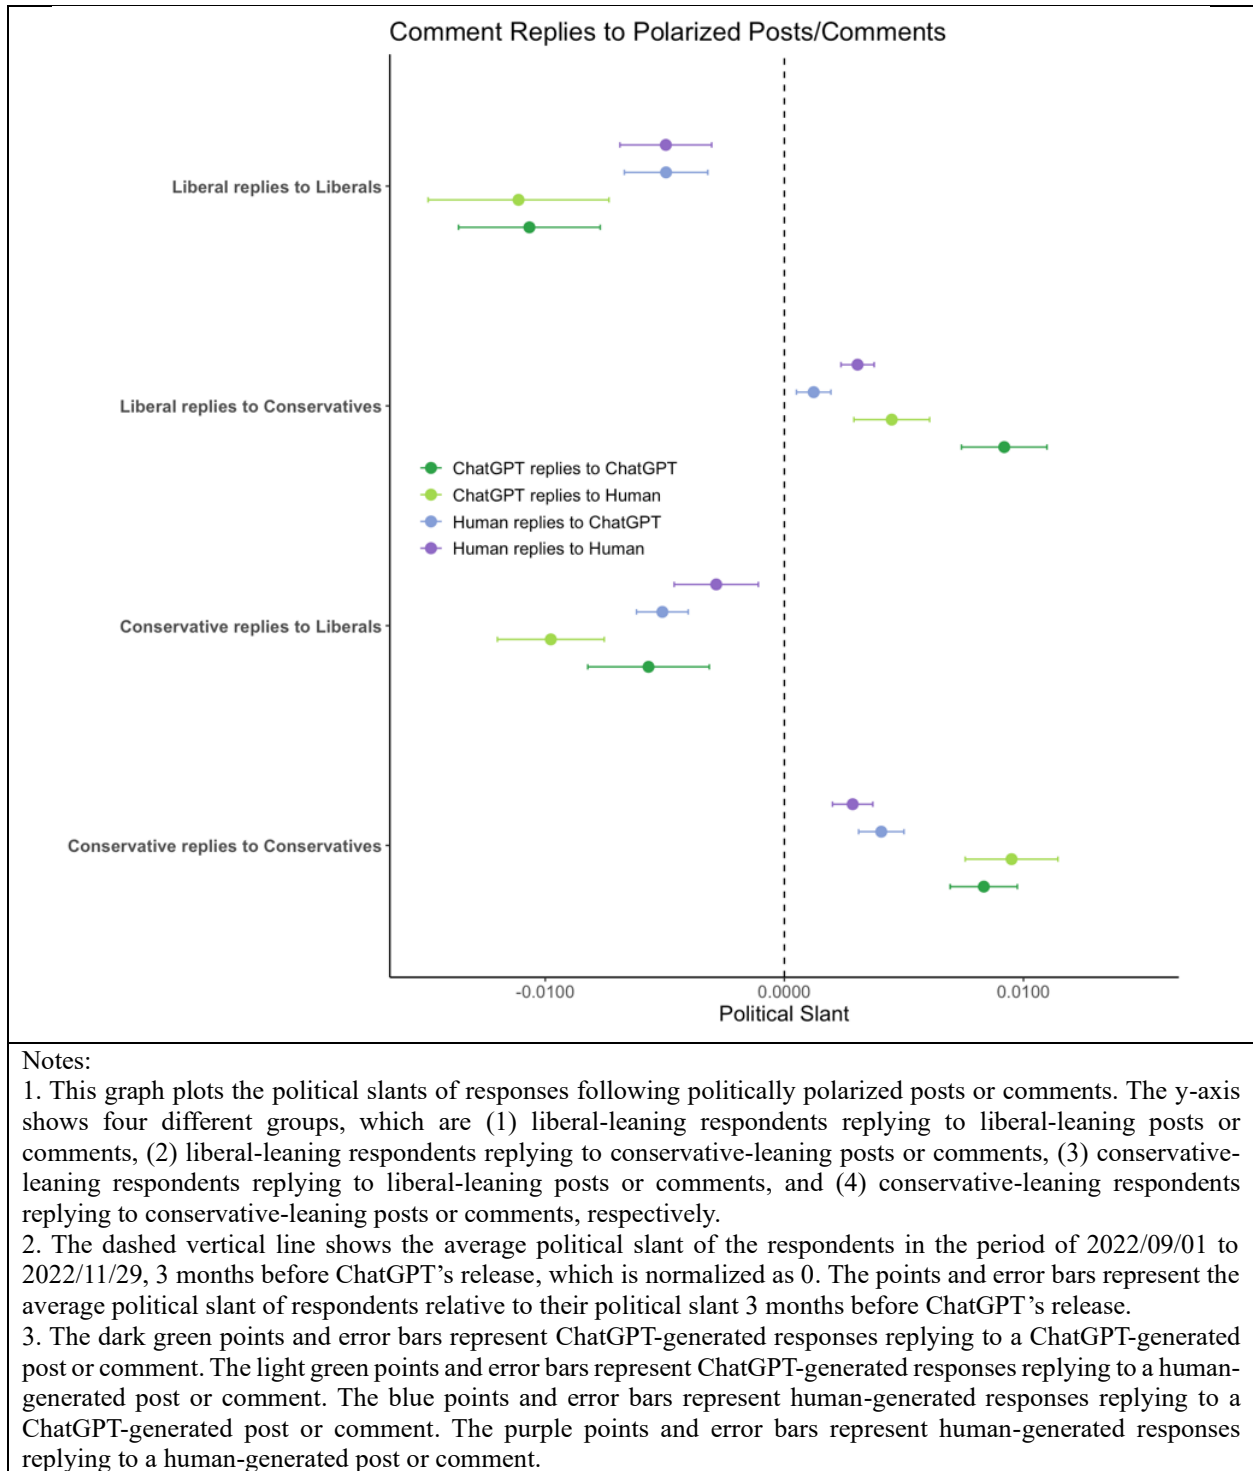 Comment Replies to Polarized Posts/Comments
Liberal replies to Liberals
Liberal replies to Conservatives
ChatGPT replies to ChatGPT
ChatGPT replies to Human
Human replies to ChatGPT
Human replies to Human
Conservative replies to Liberals
Conservative replies to Conservatives
-0.0100 0.0000 0.0100
Political Slant
Notes:
1. This graph plots the political slants of responses following politically polarized posts or comments. The y-axis
shows four different groups, which are (1) liberal-leaning respondents replying to liberal-leaning posts or
comments, (2) liberal-leaning respondents replying to conservative-leaning posts or comments, (3) conservative-
leaning respondents replying to liberal-leaning posts or comments, and (4) conservative-leaning respondents
replying to conservative-leaning posts or comments, respectively.
2. The dashed vertical line shows the average political slant of the respondents in the period of 2022/09/01 to
2022/11/29, 3 months before ChatGPT’s release, which is normalized as 0. The points and error bars represent the
average political slant of respondents relative to their political slant 3 months before ChatGPT’s release.
3. The dark green points and error bars represent ChatGPT-generated responses replying to a ChatGPT-generated
post or comment. The light green points and error bars represent ChatGPT-generated responses replying to a human-
generated post or comment. The blue points and error bars represent human-generated responses replying to a
ChatGPT-generated post or comment. The purple points and error bars represent human-generated responses
replying to a human-generated post or comment.